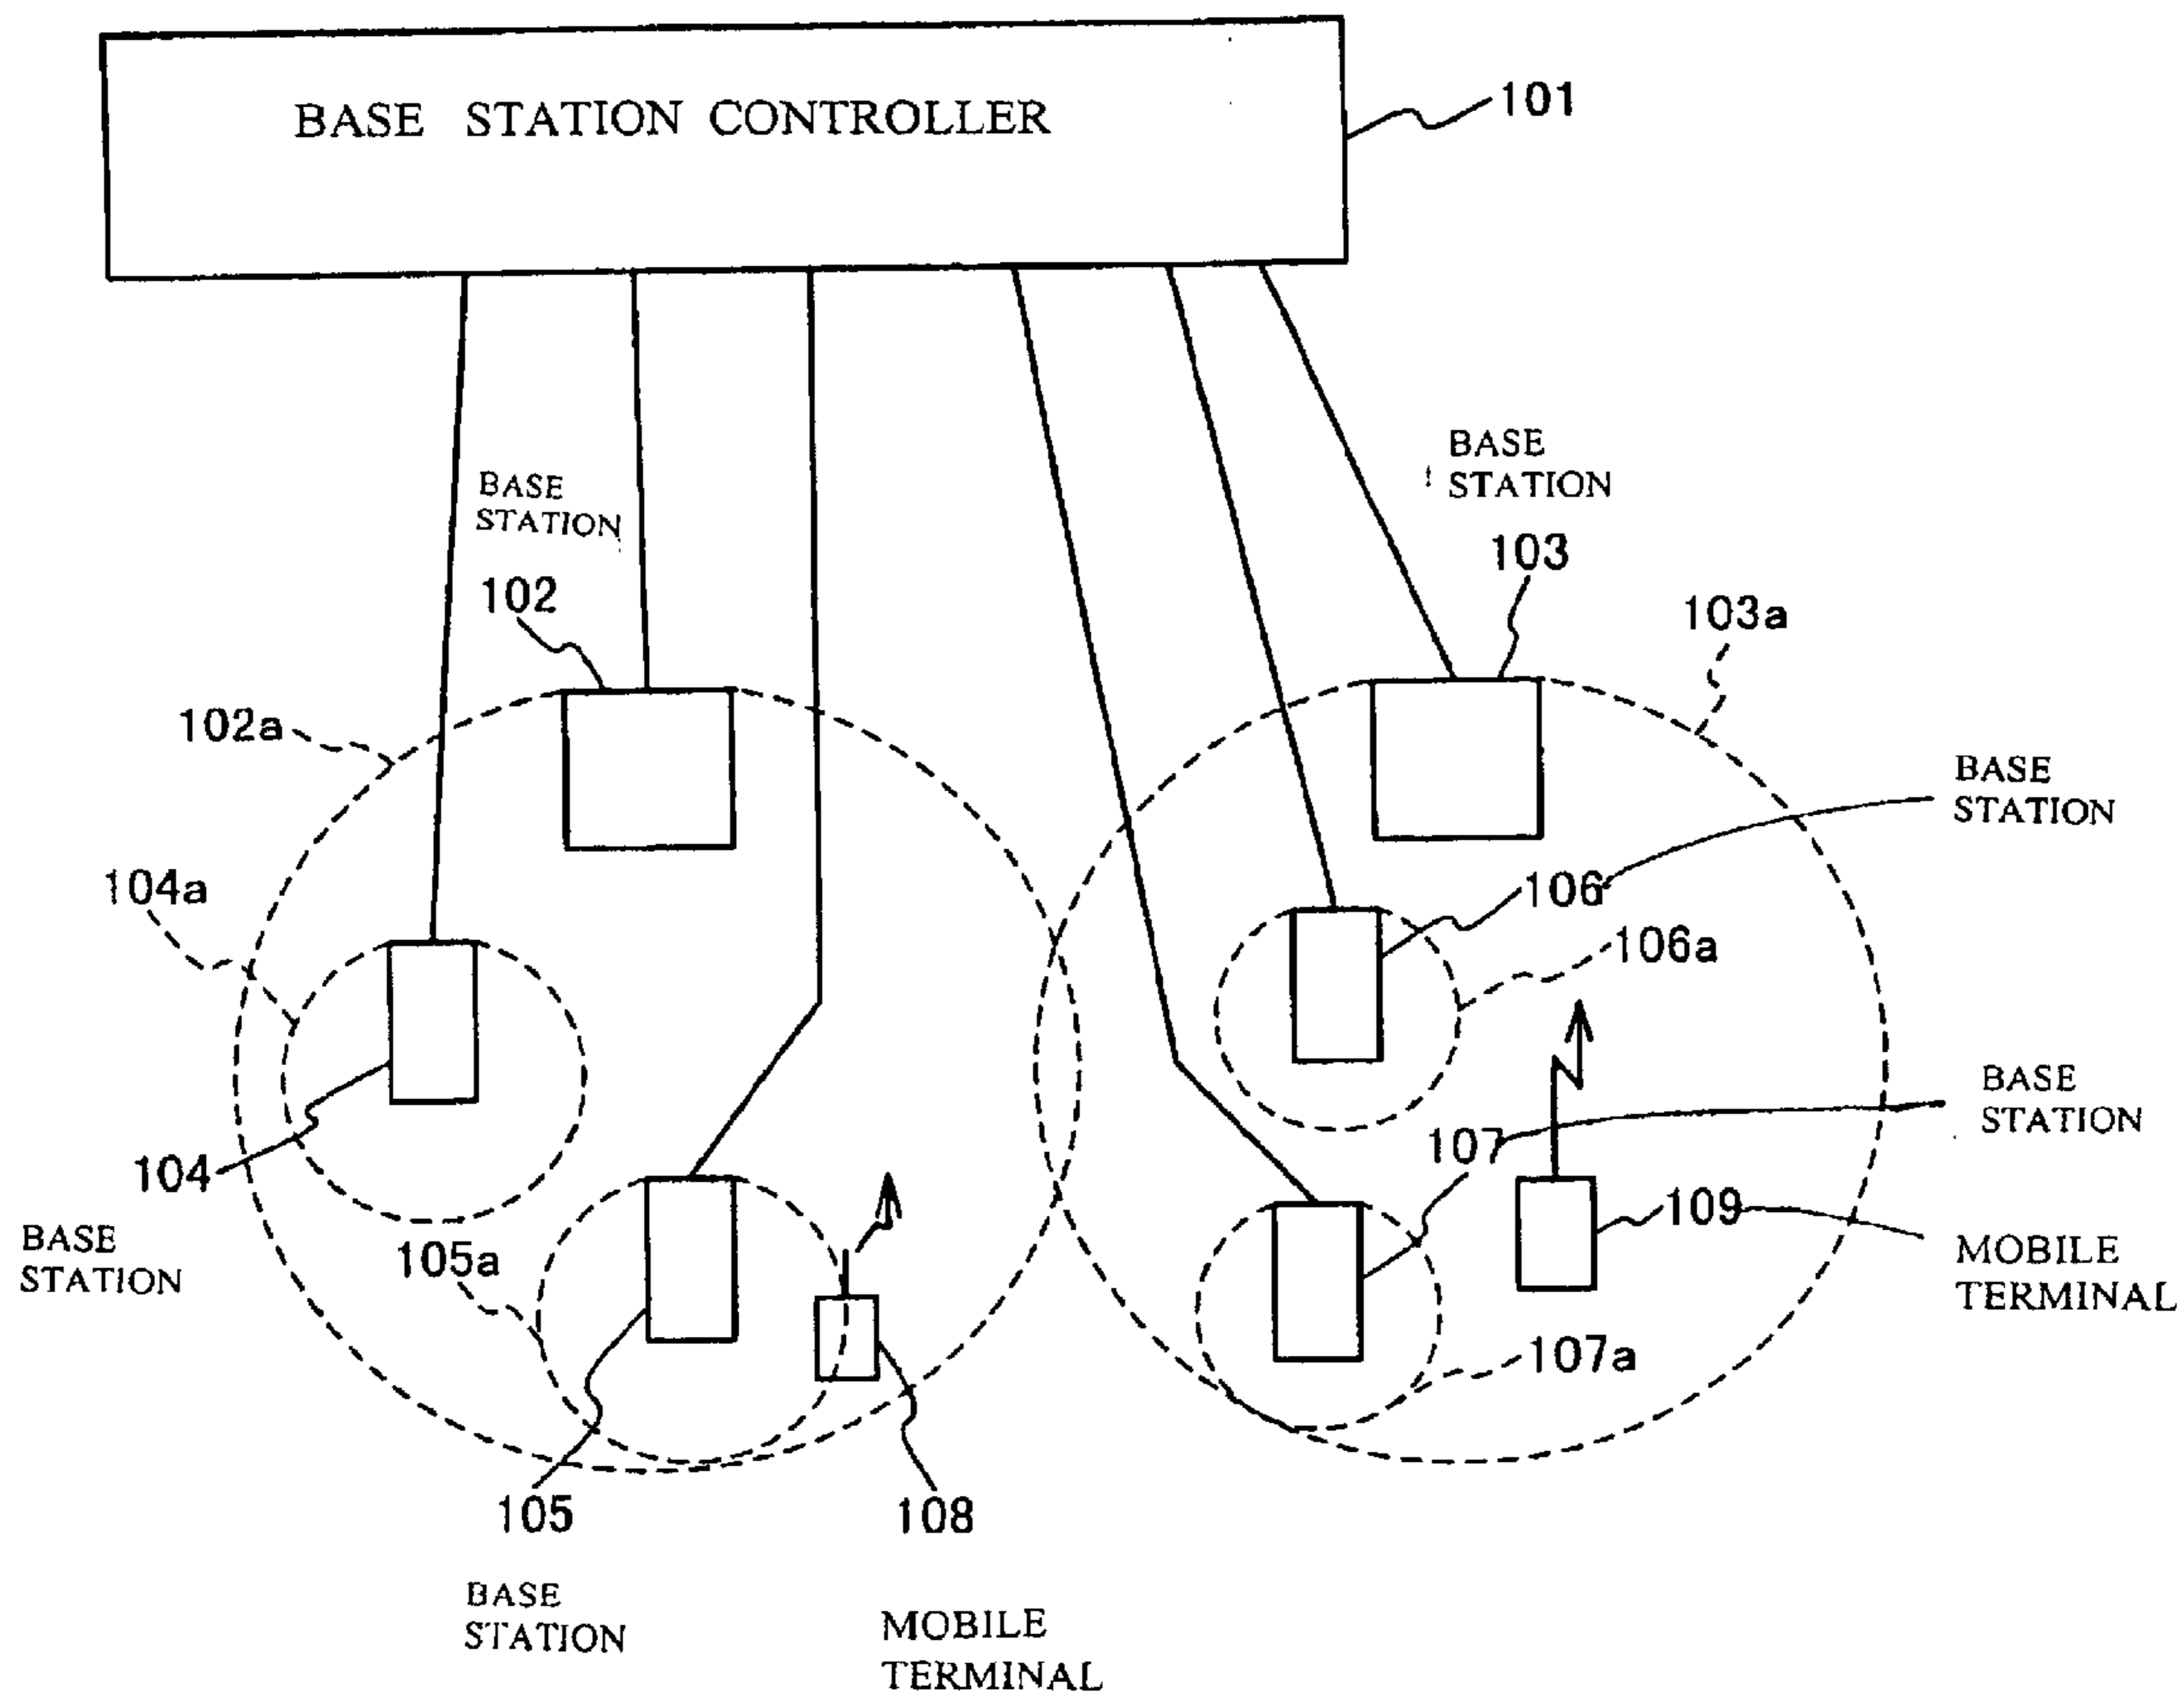 BASE STATION CONTROLLER
101
BASE
STATION
102
BASE
STATION
103
103a
102a
BASE
STATION
104a
106
106a
BASE
STATION
107
104
109
BASE
STATION
105a
MOBILE
TERMINAL
107a
105
108
BASE
STATION
MOBILE
TERMINAL